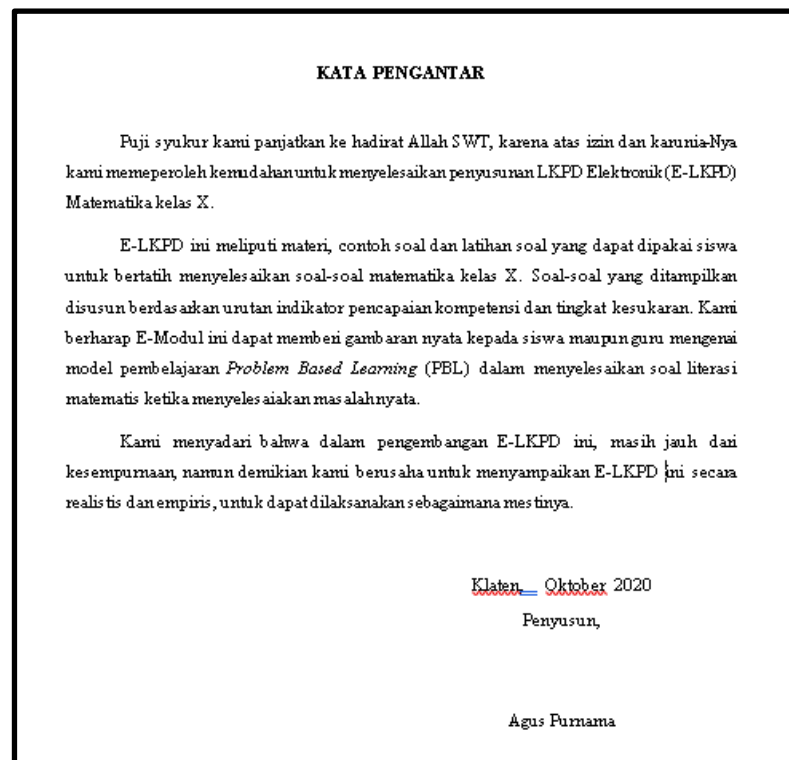 KATA PENGANTAR
Puji syukur kami panjatkan ke hadirat Allah SWT, karena atas izin dan karunia-Nya
kami memeperoleh kemudahan untuk menyelesaikan penyusunan LKPD Elektronik (E-LKPD)
Matematika kelas X.
E-LKPD ini meliputi materi, contoh soal dan latihan soal yang dapat dipakai siswa
untuk bertatih menyelesaikan soal-soal matematika kelas X. Soal-soal yang ditampilkan
disusun berdasarkan urutan indikator pencapaian kompetensi dan tingkat kesukaran. Kami
berharap E-Modul ini dapat memberi gambaran nyata kepada siswa maupun guru mengenai
model pembelajaran Problem Based Learning (PBL) dalam menyelesaikan soal literasi
matematis ketika menyelesaiakan masalah nyata.
Kami menyadari bahwa dalam pengembangan E-LKPD ini, masih jauh dari
kesempurnaan, namun demikian kami berusaha untuk menyampaikan E-LKPD ini secara
realistis dan empiris, untuk dapat dilaksanakan sebagaimana mestinya.
Klaten, Oktober 2020
Penyusun,
Agus Purnama